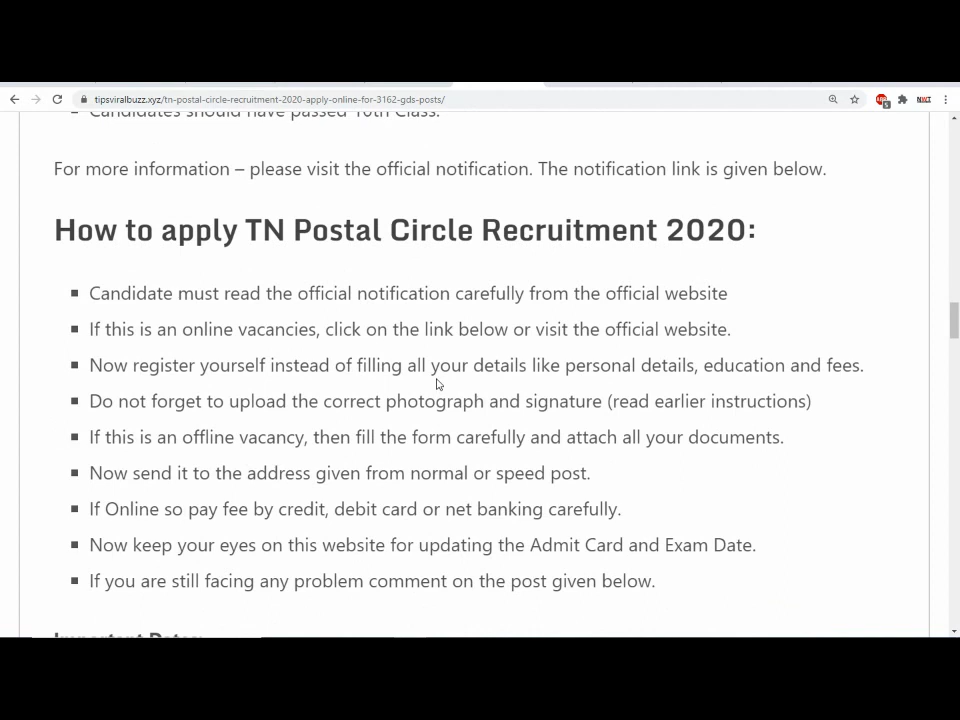 tipsviralbuzz.xyz/tn-postal-circle-recruitment-2020-apply-online-for-3162-gds-posts/
Candidates should have passed 10th Class.
For more information – please visit the official notification. The notification link is given below.
How to apply TN Postal Circle Recruitment 2020:
Candidate must read the official notification carefully from the official website
If this is an online vacancies, click on the link below or visit the official website.
Now register yourself instead of filling all your details like personal details, education and fees.
Do not forget to upload the correct photograph and signature (read earlier instructions)
If this is an offline vacancy, then fill the form carefully and attach all your documents.
Now send it to the address given from normal or speed post.
If Online so pay fee by credit, debit card or net banking carefully.
Now keep your eyes on this website for updating the Admit Card and Exam Date.
If you are still facing any problem comment on the post given below.
Important Dates: